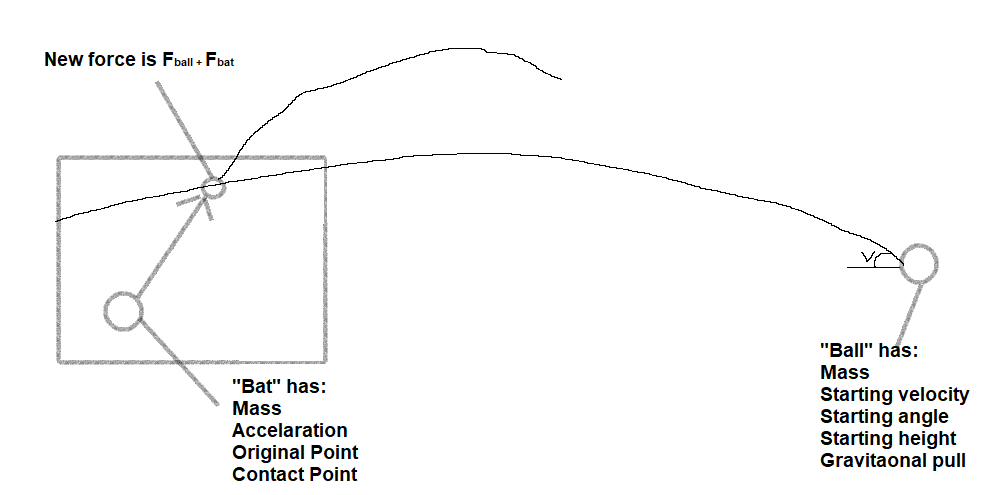 New force is Fball + Fbat
V
"Ball" has:
Mass
Starting velocity
Starting angle
Starting height
Gravitaonal pull
"Bat" has:
Mass
Accelaration
Original Point
Contact Point